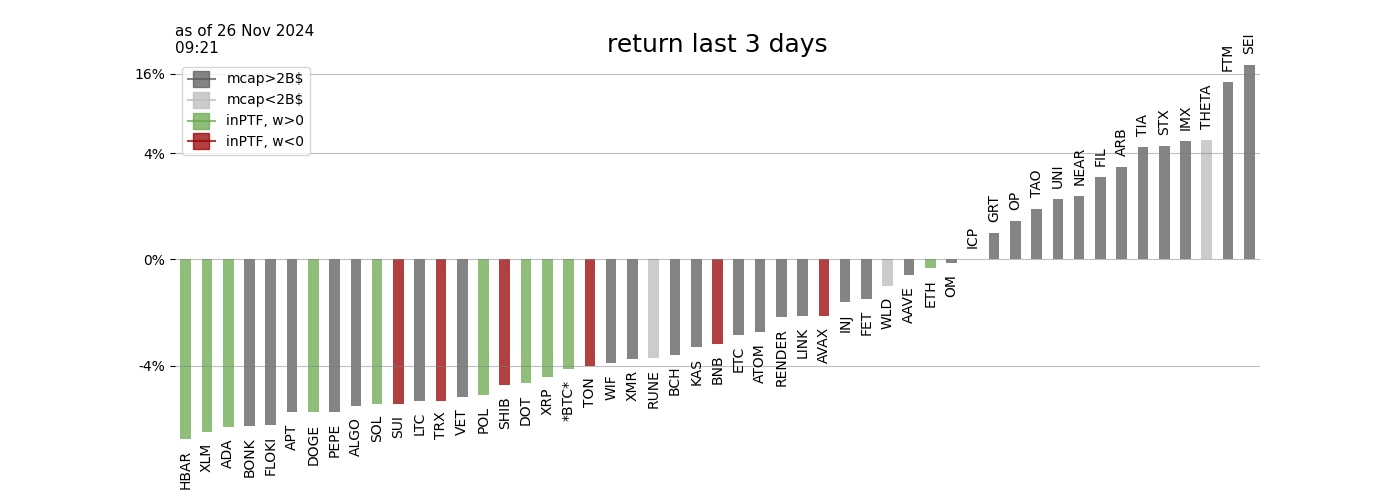 as of 26 Nov 2024
09:21
return last 3 days
mcap>2B$
mcap<2B$
inPTF, w>0
inPTF, w<0
16%
4%
0%
-4%
HBAR
XLM
ADA
BONK
FLOKI
APT
DOGE
PEPE
ALGO
SOL
SUI
LTC
TRX
VET
POL
SHIB
DOT
XRP
*BTC*
TON
WIF
XMR
RUNE
BCH
KAS
BNB
ETC
ATOM
RENDER
LINK
AVAX
INJ
FET
WLD
AAVE
ETH
OM
ICP
GRT
OP
TAO
UNI
NEAR
FIL
ARB
TIA
STX
IMX
THETA
FTM
SEI